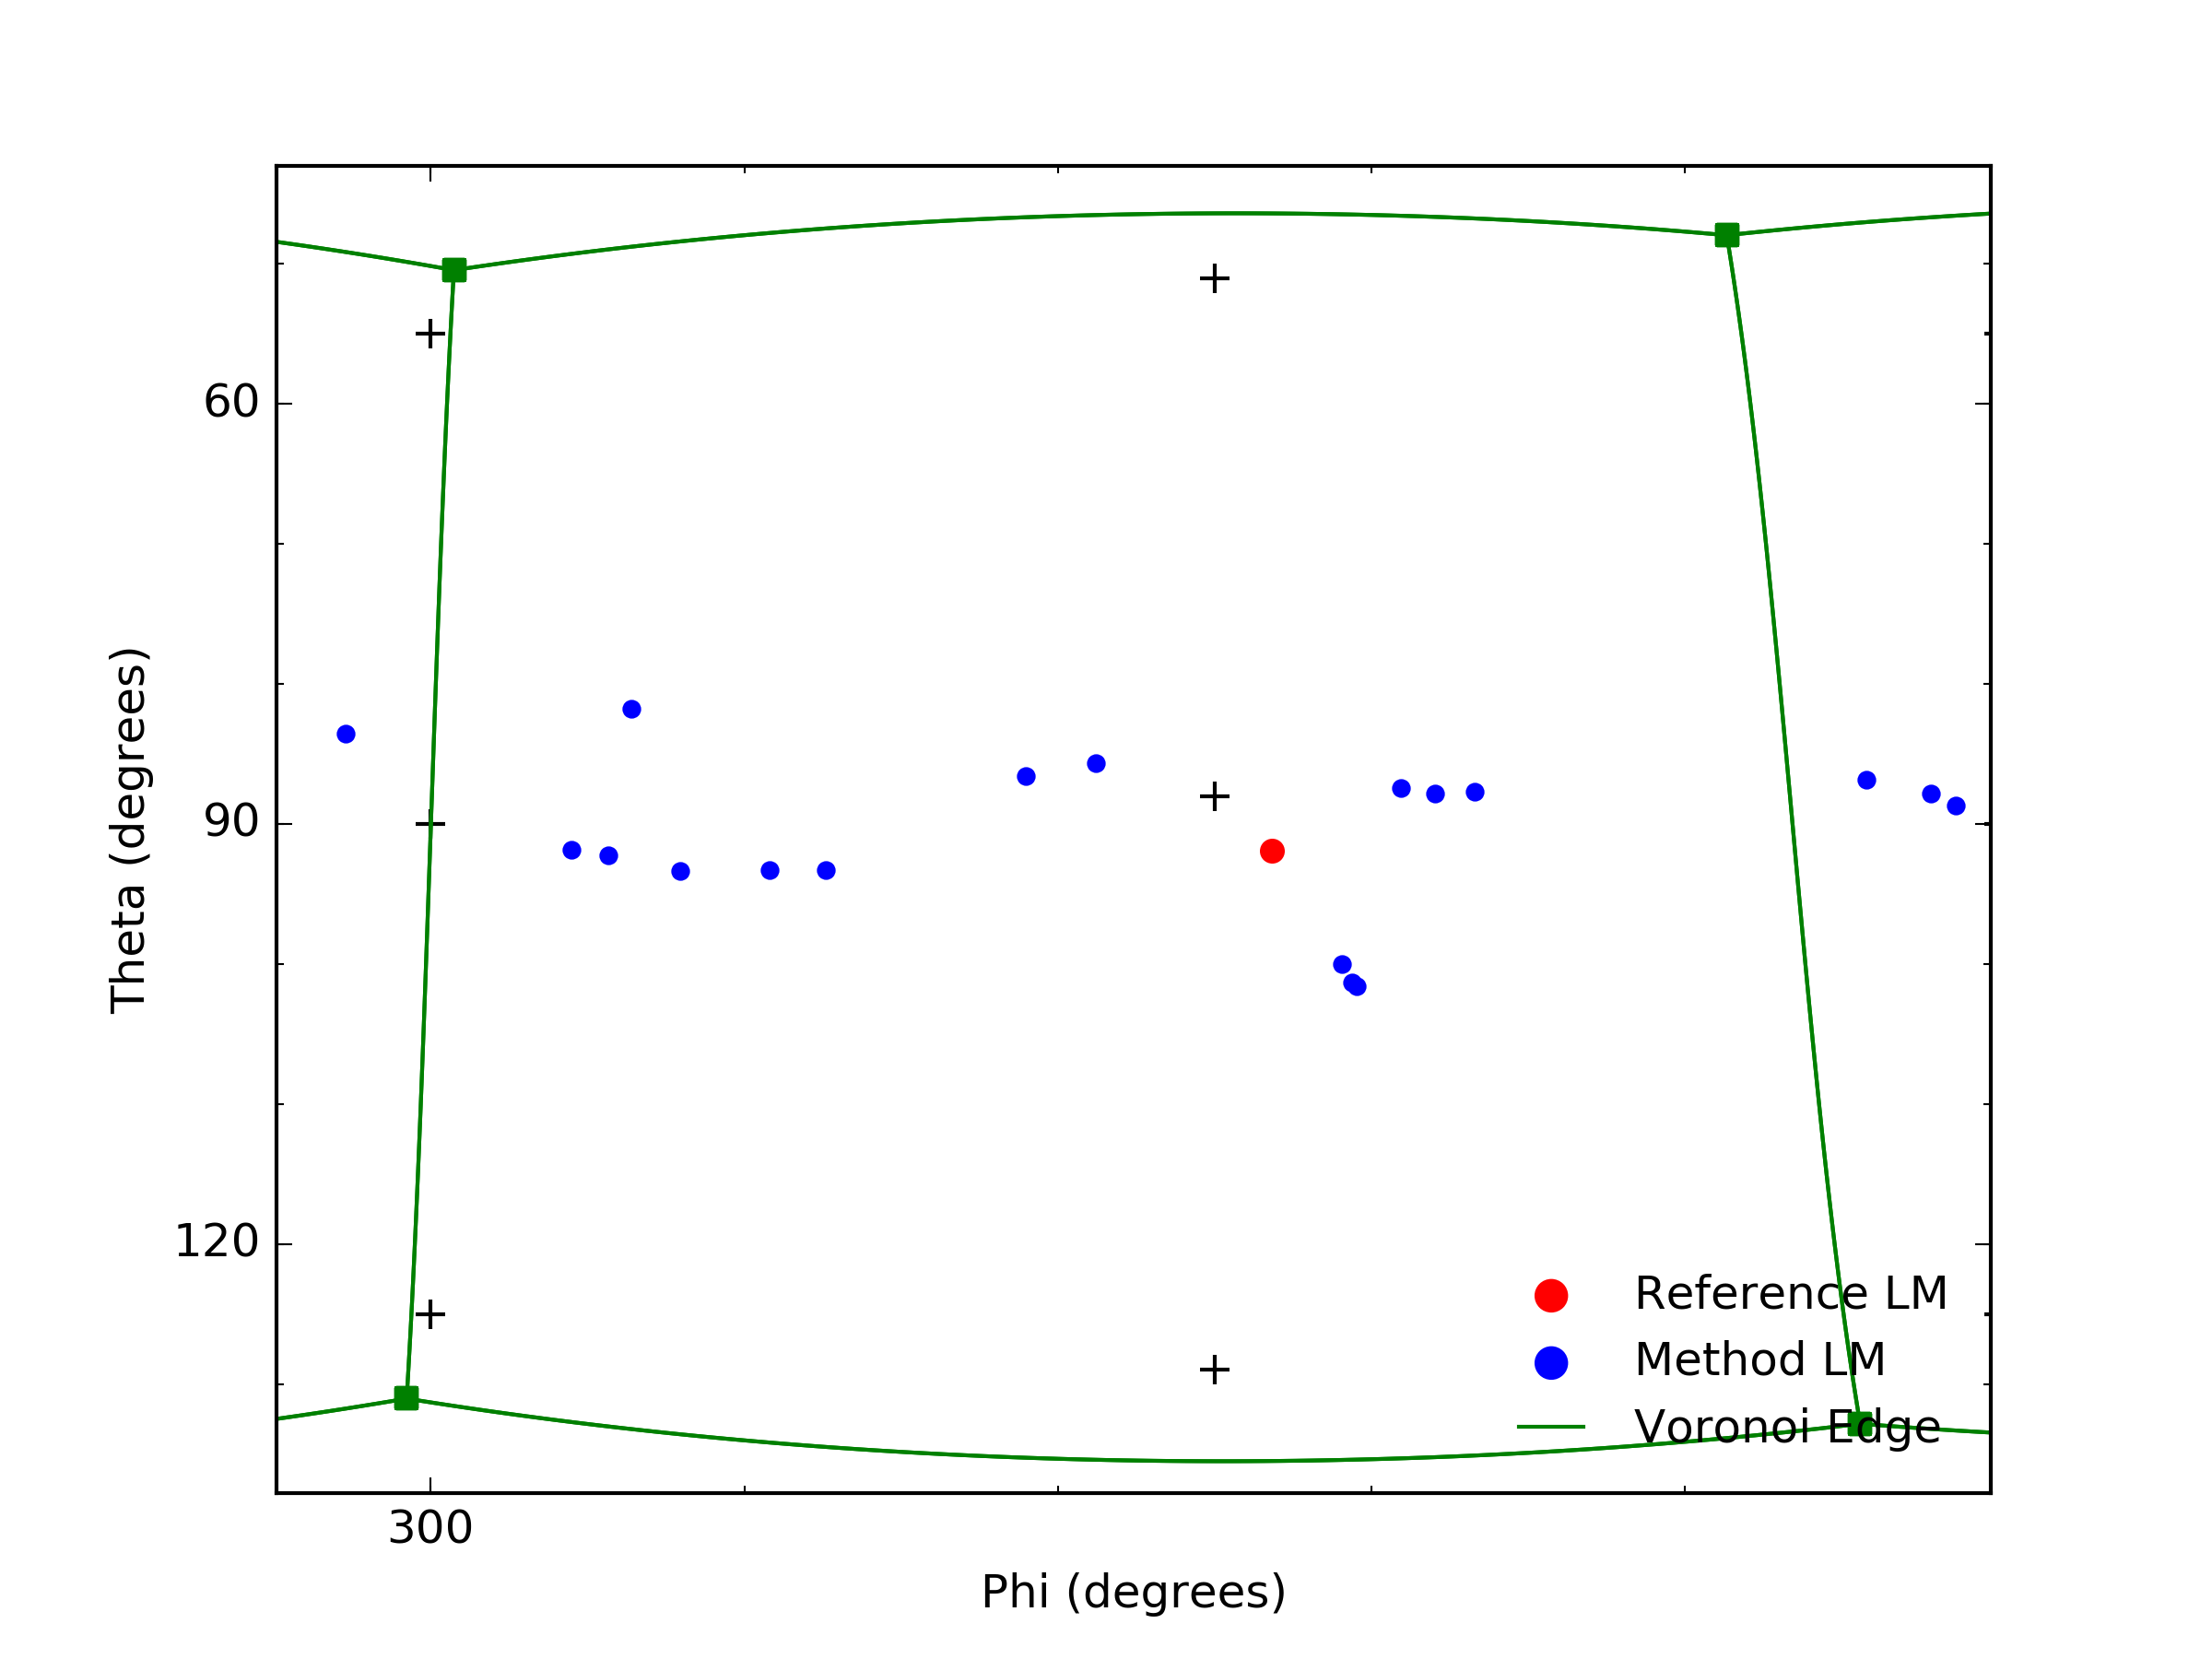 60
90
120
Theta (degrees)
300
Phi (degrees)
Reference LM
Method LM
Voronoi Edge